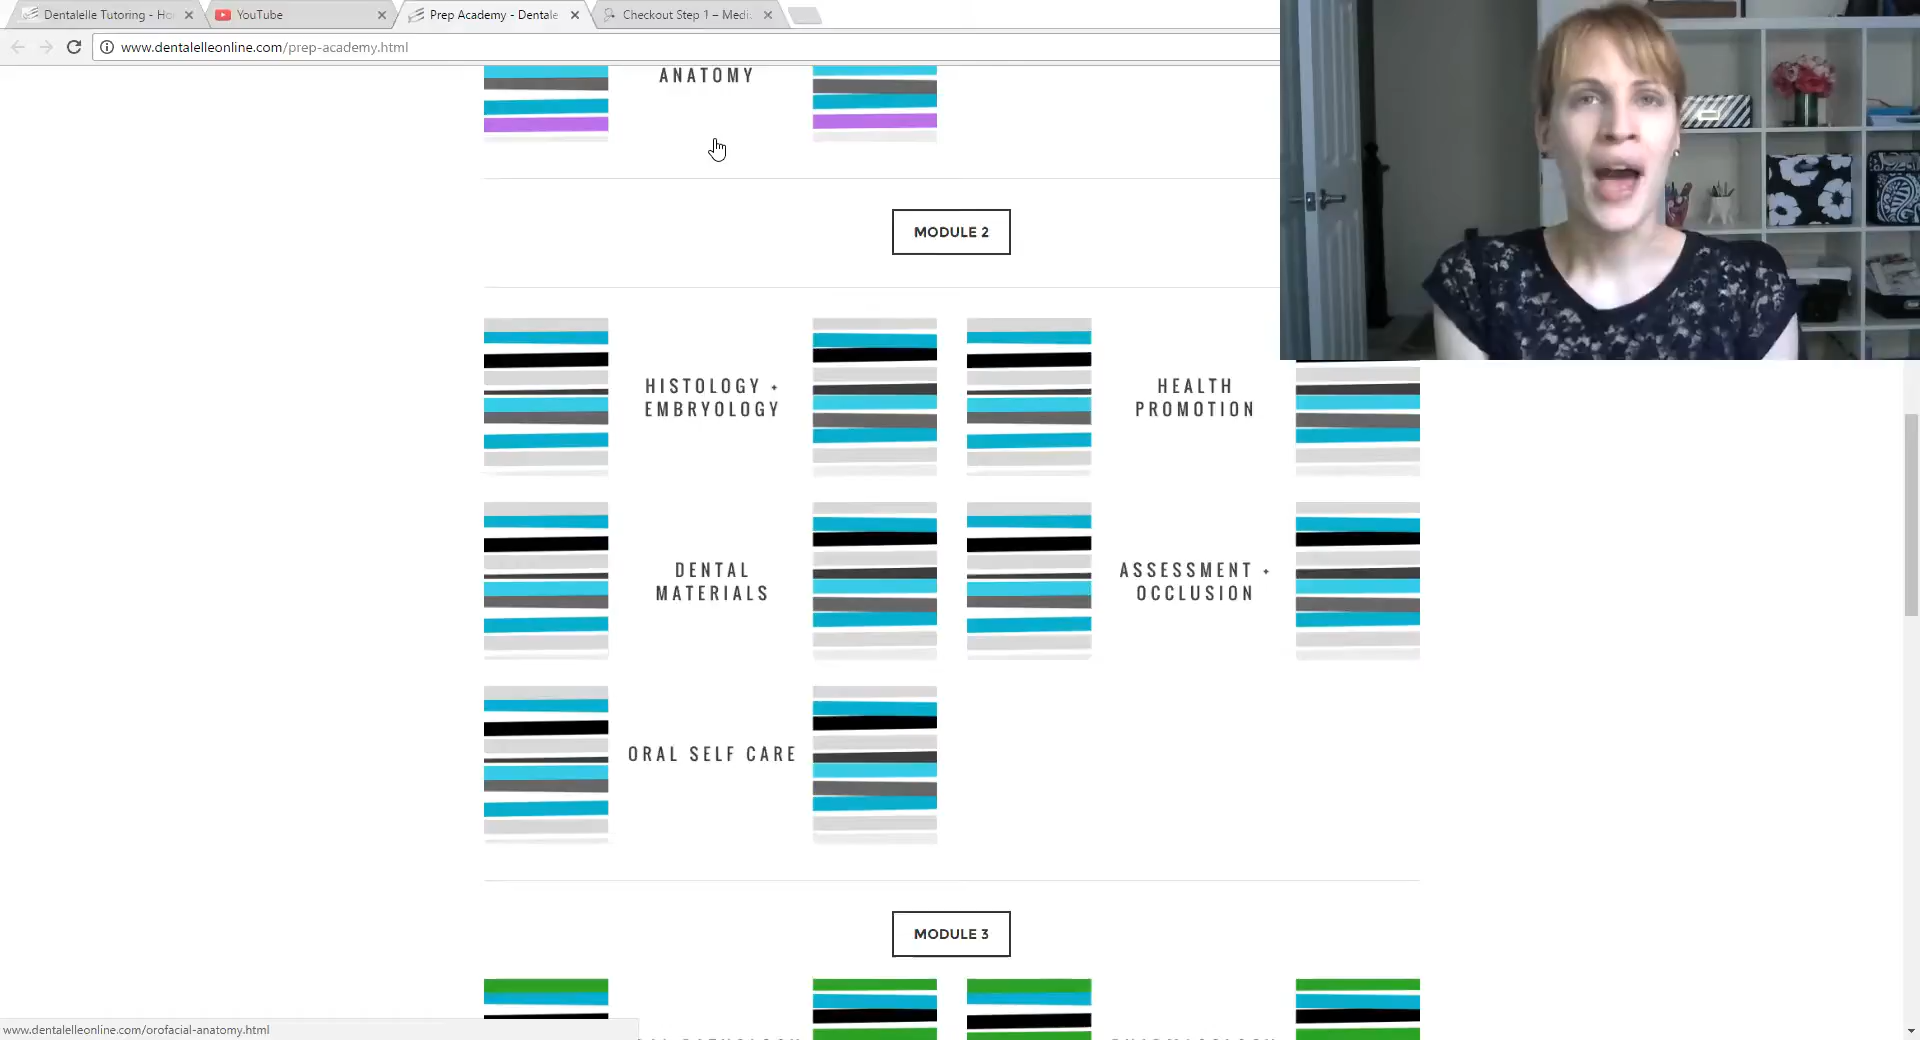 Dentalelle Tutoring - Ho
YouTube
Prep Academy - Dentale
Checkout Step 1 – Medi
www.dentalelleonline.com/prep-academy.html
ANATOMY
MODULE 2
HISTOLOGY +
EMBRYOLOGY
HEALTH
PROMOTION
DENTAL
MATERIALS
ASSESSMENT +
OCCLUSION
ORAL SELF CARE
MODULE 3
www.dentalelleonline.com/orofacial-anatomy.html